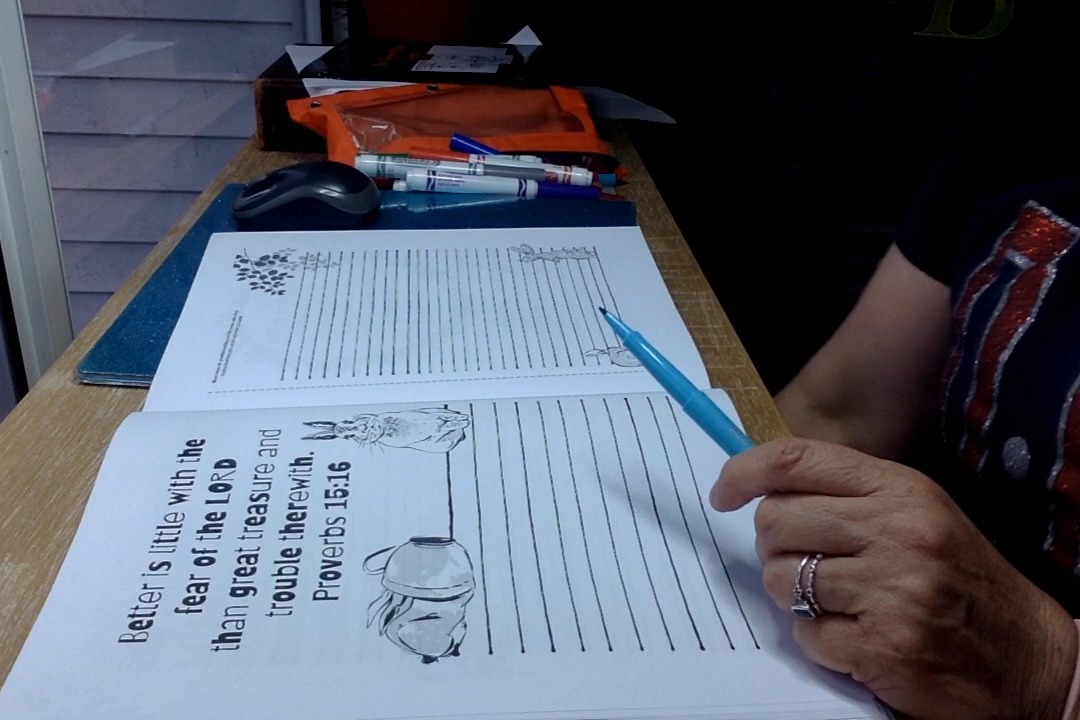 Better is little with the
fear of the LORD
than great treasure and
trouble therewith.
Proverbs 15:16